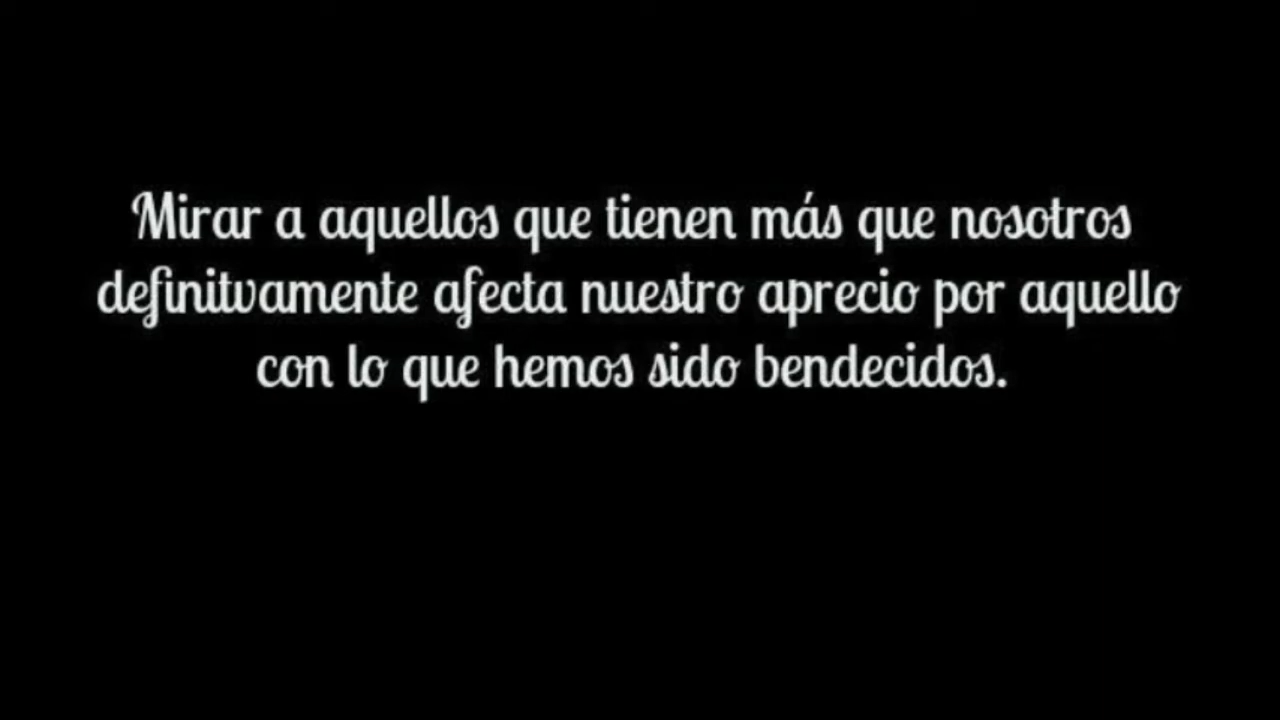 Mirar a aquellos que tienen más que nosotros
definitvamente afecta nuestro aprecio por aquello
con lo que hemos sido bendecidos.